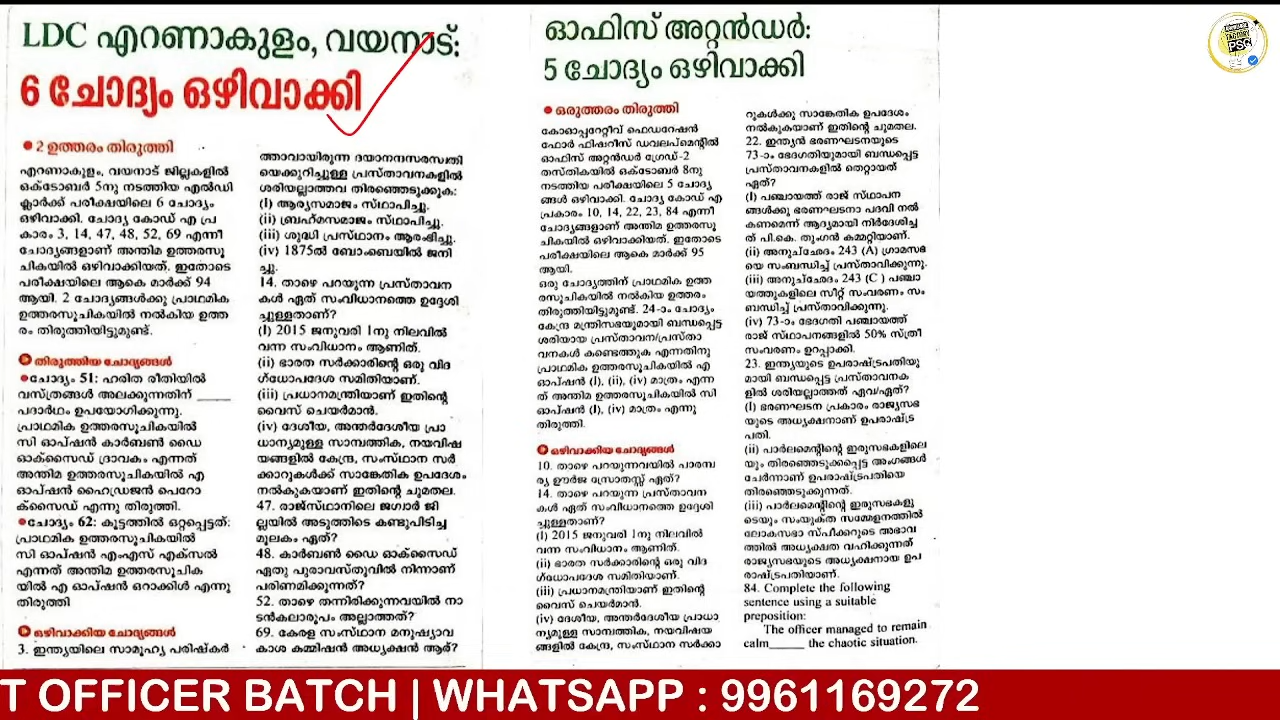 LDC എറണാകുളം, വയനാട്:
6 ചോദ്യം ഒഴിവാക്കി
2 ഉത്തരം തിരുത്തി
എറണാകുളം, വയനാട് ജില്ലകളിൽ
ഒക്ടോബർ 5നു നടത്തിയ എൽഡി
ക്ലാർക്ക് പരീക്ഷയിലെ 6 ചോദ്യം
ഒഴിവാക്കി. ചോദ്യ കോഡ് എ പ്ര
കാരം 3, 14, 47, 48, 52, 69 എന്നീ
ചോദ്യങ്ങളാണ് അന്തിമ ഉത്തരസൂ
ചികയിൽ ഒഴിവാക്കിയത്. ഇതോടെ
പരീക്ഷയിലെ ആകെ മാർക്ക് 94
ആയി. 2 ചോദ്യങ്ങൾക്കു പ്രാഥമിക
ഉത്തരസൂചികയിൽ നൽകിയ ഉത്ത
രം തിരുത്തിയിട്ടുമുണ്ട്.
തിരുത്തിയ ചോദ്യങ്ങൾ
● ചോദ്യം 51: ഹരിത രീതിയിൽ
വസ്ത്രങ്ങൾ അലക്കുന്നതിന് _____
പദാർഥം ഉപയോഗിക്കുന്നു.
പ്രാഥമിക ഉത്തരസൂചികയിൽ
സി ഓപ്ഷൻ കാർബൺ ഡൈ
ഓക്സൈഡ് ദ്രാവകം എന്നത്
അന്തിമ ഉത്തരസൂചികയിൽ എ
ഓപ്ഷൻ ഹൈഡ്രജൻ പെറോ
ക്സൈഡ് എന്നു തിരുത്തി.
● ചോദ്യം 62: കൂട്ടത്തിൽ ഒറ്റപ്പെട്ടത്:
പ്രാഥമിക ഉത്തരസൂചികയിൽ
സി ഓപ്ഷൻ എംഎസ് എക്സൽ
എന്നത് അന്തിമ ഉത്തരസൂചിക
യിൽ എ ഓപ്ഷൻ ഒറാക്കിൾ എന്നു
തിരുത്തി
ഒഴിവാക്കിയ ചോദ്യങ്ങൾ
3. ഇന്ത്യയിലെ സാമൂഹ്യ പരിഷ്കർ
ത്താവായിരുന്ന ദയാനന്ദസരസ്വതി
യെക്കുറിച്ചുള്ള പ്രസ്താവനകളിൽ
ശരിയല്ലാത്തവ തിരഞ്ഞെടുക്കുക:
(I) ആര്യസമാജം സ്ഥാപിച്ചു.
(ii) ബ്രഹ്മസമാജം സ്ഥാപിച്ചു.
(iii) ശുദ്ധി പ്രസ്ഥാനം ആരംഭിച്ചു.
(iv) 1875ൽ ബോംബെയിൽ ജനി
ച്ചു.
14. താഴെ പറയുന്ന പ്രസ്താവന
കൾ ഏത് സംവിധാനത്തെ ഉദ്ദേശി
ച്ചുള്ളതാണ്?
(I) 2015 ജനുവരി 1നു നിലവിൽ
വന്ന സംവിധാനം ആണിത്.
(ii) ഭാരത സർക്കാരിന്റെ ഒരു വിദ
ഗ്ധോപദേശ സമിതിയാണ്.
(iii) പ്രധാനമന്ത്രിയാണ് ഇതിന്റെ
വൈസ് ചെയർമാൻ.
(iv) ദേശീയ, അന്തർദേശീയ പ്രാ
ധാന്യമുള്ള സാമ്പത്തിക, നയവിഷ
യങ്ങളിൽ കേന്ദ്ര, സംസ്ഥാന സർ
ക്കാറുകൾക്ക് സാങ്കേതിക ഉപദേശം
നൽകുകയാണ് ഇതിന്റെ ചുമതല.
47. രാജ്സ്ഥാനിലെ ജഗാർ ജി
ല്ലയിൽ അടുത്തിടെ കണ്ടുപിടിച്ച
മൂലകം ഏത്?
48. കാർബൺ ഡൈ ഓക്സൈഡ്
ഏതു പുരാവസ്തുവിൽ നിന്നാണ്
പരിണമിക്കുന്നത്?
52. താഴെ തന്നിരിക്കുന്നവയിൽ നാ
ടൻകലാരൂപം അല്ലാത്തത്?
69. കേരള സംസ്ഥാന മനുഷ്യാവ
കാശ കമ്മിഷൻ അധ്യക്ഷൻ ആര്?
ഓഫിസ് അറ്റൻഡർ:
5 ചോദ്യം ഒഴിവാക്കി
● ഒരുത്തരം തിരുത്തി
കോഓപ്പറേറ്റീവ് ഫെഡറേഷൻ
ഫോർ ഫിഷറീസ് ഡവലപ്മെന്റിൽ
ഓഫിസ് അറ്റൻഡർ ഗ്രേഡ്-2
തസ്തികയിൽ ഒക്ടോബർ 8നു
നടത്തിയ പരീക്ഷയിലെ 5 ചോദ്യ
ങ്ങൾ ഒഴിവാക്കി. ചോദ്യ കോഡ് എ
പ്രകാരം 10, 14, 22, 23, 84 എന്നീ
ചോദ്യങ്ങളാണ് അന്തിമ ഉത്തരസൂ
ചികയിൽ ഒഴിവാക്കിയത്. ഇതോടെ
പരീക്ഷയിലെ ആകെ മാർക്ക് 95
ആയി.
ഒരു ചോദ്യത്തിന് പ്രാഥമിക ഉത്ത
രസൂചികയിൽ നൽകിയ ഉത്തരം
തിരുത്തിയിട്ടുമുണ്ട്. 24-ാം ചോദ്യം
കേന്ദ്ര മന്ത്രിസഭയുമായി ബന്ധപ്പെട്ട
ശരിയായ പ്രസ്താവന/പ്രസ്താ
വനകൾ കണ്ടെത്തുക എന്നതിനു
പ്രാഥമിക ഉത്തരസൂചികയിൽ എ
ഓപ്ഷൻ (I), (ii), (iv) മാത്രം എന്ന
ത് അന്തിമ ഉത്തരസൂചികയിൽ സി
ഓപ്ഷൻ (I), (iv) മാത്രം എന്നു
തിരുത്തി.
ഒഴിവാക്കിയ ചോദ്യങ്ങൾ
10. താഴെ പറയുന്നവയിൽ പാരമ്പ
ര്യ ഊർജ സ്രോതസ്സ് ഏത്?
14. താഴെ പറയുന്ന പ്രസ്താവന
കൾ ഏത് സംവിധാനത്തെ ഉദ്ദേശി
ച്ചുള്ളതാണ്?
(I) 2015 ജനുവരി 1നു നിലവിൽ
വന്ന സംവിധാനം ആണിത്.
(ii) ഭാരത സർക്കാരിന്റെ ഒരു വിദ
ഗ്ധോപദേശ സമിതിയാണ്.
(iii) പ്രധാനമന്ത്രിയാണ് ഇതിന്റെ
വൈസ് ചെയർമാൻ.
(iv) ദേശീയ, അന്തർദേശീയ പ്രാധാ
ന്യമുള്ള സാമ്പത്തിക, നയവിഷയ
ങ്ങളിൽ കേന്ദ്ര, സംസ്ഥാന സർക്കാ
റുകൾക്കു സാങ്കേതിക ഉപദേശം
നൽകുകയാണ് ഇതിന്റെ ചുമതല.
22. ഇന്ത്യൻ ഭരണഘടനയുടെ
73-ാം ഭേദഗതിയുമായി ബന്ധപ്പെട്ട
പ്രസ്താവനകളിൽ തെറ്റായത്
ഏത്?
(I) പഞ്ചായത്ത് രാജ് സ്ഥാപന
ങ്ങൾക്കു ഭരണഘടനാ പദവി നൽ
കണമെന്ന് ആദ്യമായി നിർദേശിച്ച
ത് പി.കെ. തുംഗൻ കമ്മറ്റിയാണ്.
(ii) അനുച്ഛേദം 243 (A) ഗ്രാമസഭ
യെ സംബന്ധിച്ച് പ്രസ്താവിക്കുന്നു.
(iii) അനുച്ഛേദം 243 (C ) പഞ്ചാ
യത്തുകളിലെ സീറ്റ് സംവരണം സം
ബന്ധിച്ച് പ്രസ്താവിക്കുന്നു.
(iv) 73-ാം ഭേദഗതി പഞ്ചായത്ത്
രാജ് സ്ഥാപനങ്ങളിൽ 50% സ്ത്രീ
സംവരണം ഉറപ്പാക്കി.
23. ഇന്ത്യയുടെ ഉപരാഷ്ട്രപതിയു
മായി ബന്ധപ്പെട്ട പ്രസ്താവനക
ളിൽ ശരിയല്ലാത്തത് ഏവ/ഏത്?
(I) ഭരണഘടന പ്രകാരം രാജ്യസഭ
യുടെ അധ്യക്ഷനാണ് ഉപരാഷ്ട്ര
പതി.
(ii) പാർലമെന്റിന്റെ ഇരുസഭകളിലെ
യും തിരഞ്ഞെടുക്കപ്പെട്ട അംഗങ്ങൾ
ചേർന്നാണ് ഉപരാഷ്ട്രപതിയെ
തിരഞ്ഞെടുക്കുന്നത്.
(iii) പാർലമെന്റിന്റെ ഇരുസഭകളു
ടെയും സംയുക്ത സമ്മേളനത്തിൽ
ലോകസഭാ സ്പീക്കറുടെ അഭാവ
ത്തിൽ അധ്യക്ഷത വഹിക്കുന്നത്
രാജ്യസഭയുടെ അധ്യക്ഷനായ ഉപ
രാഷ്ട്രപതിയാണ്.
84. Complete the following
sentence using a suitable
preposition:
The officer managed to remain
calm_____ the chaotic situation.
PSC
T OFFICER BATCH | WHATSAPP : 9961169272